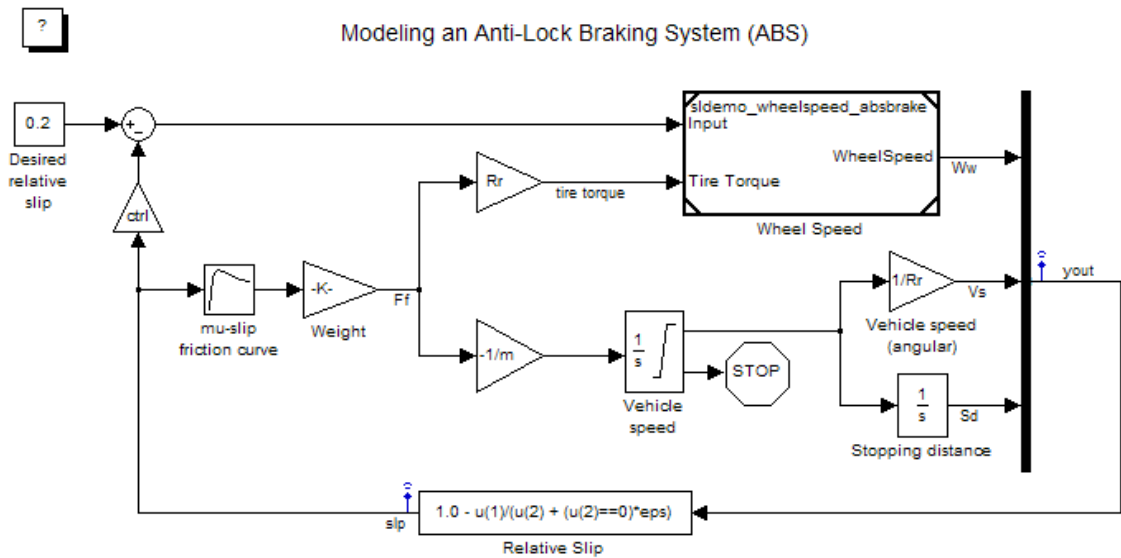 ?
Modeling an Anti-Lock Braking System (ABS)
0.2
Desired
relative
slip
+
-
ctrl
mu-slip
friction curve
-K-
Weight
Ff
Rr
tire torque
sldemo_wheelspeed_absbrake
Input
WheelSpeed
Tire Torque
Wheel Speed
Ww
-1/m
1
s
Vehicle
speed
STOP
1/Rr
Vs
Vehicle speed
(angular)
1
s
Sd
Stopping distance
yout
slp
1.0 - u(1)/(u(2) + (u(2)==0)*eps)
Relative Slip